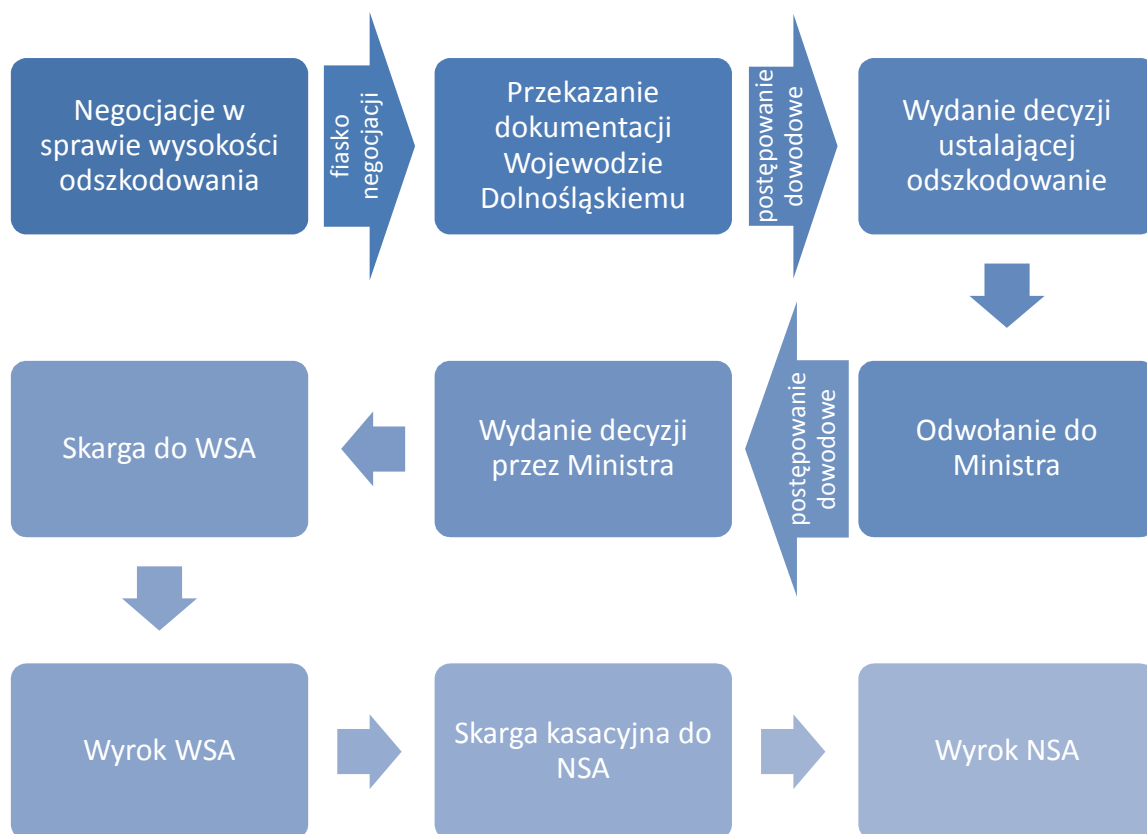 Negocjacje w
sprawie wysokości
odszkodowania
fiasko
negocjacji
Przekazanie
dokumentacji
Wojewodzie
Dolnośląskiemu
postępowanie
dowodowe
Wydanie decyzji
ustalającej
odszkodowanie
Odwołanie do
Ministra
postępowanie
dowodowe
Wydanie decyzji
przez Ministra
Skarga do WSA
Wyrok WSA
Skarga kasacyjna do
NSA
Wyrok NSA